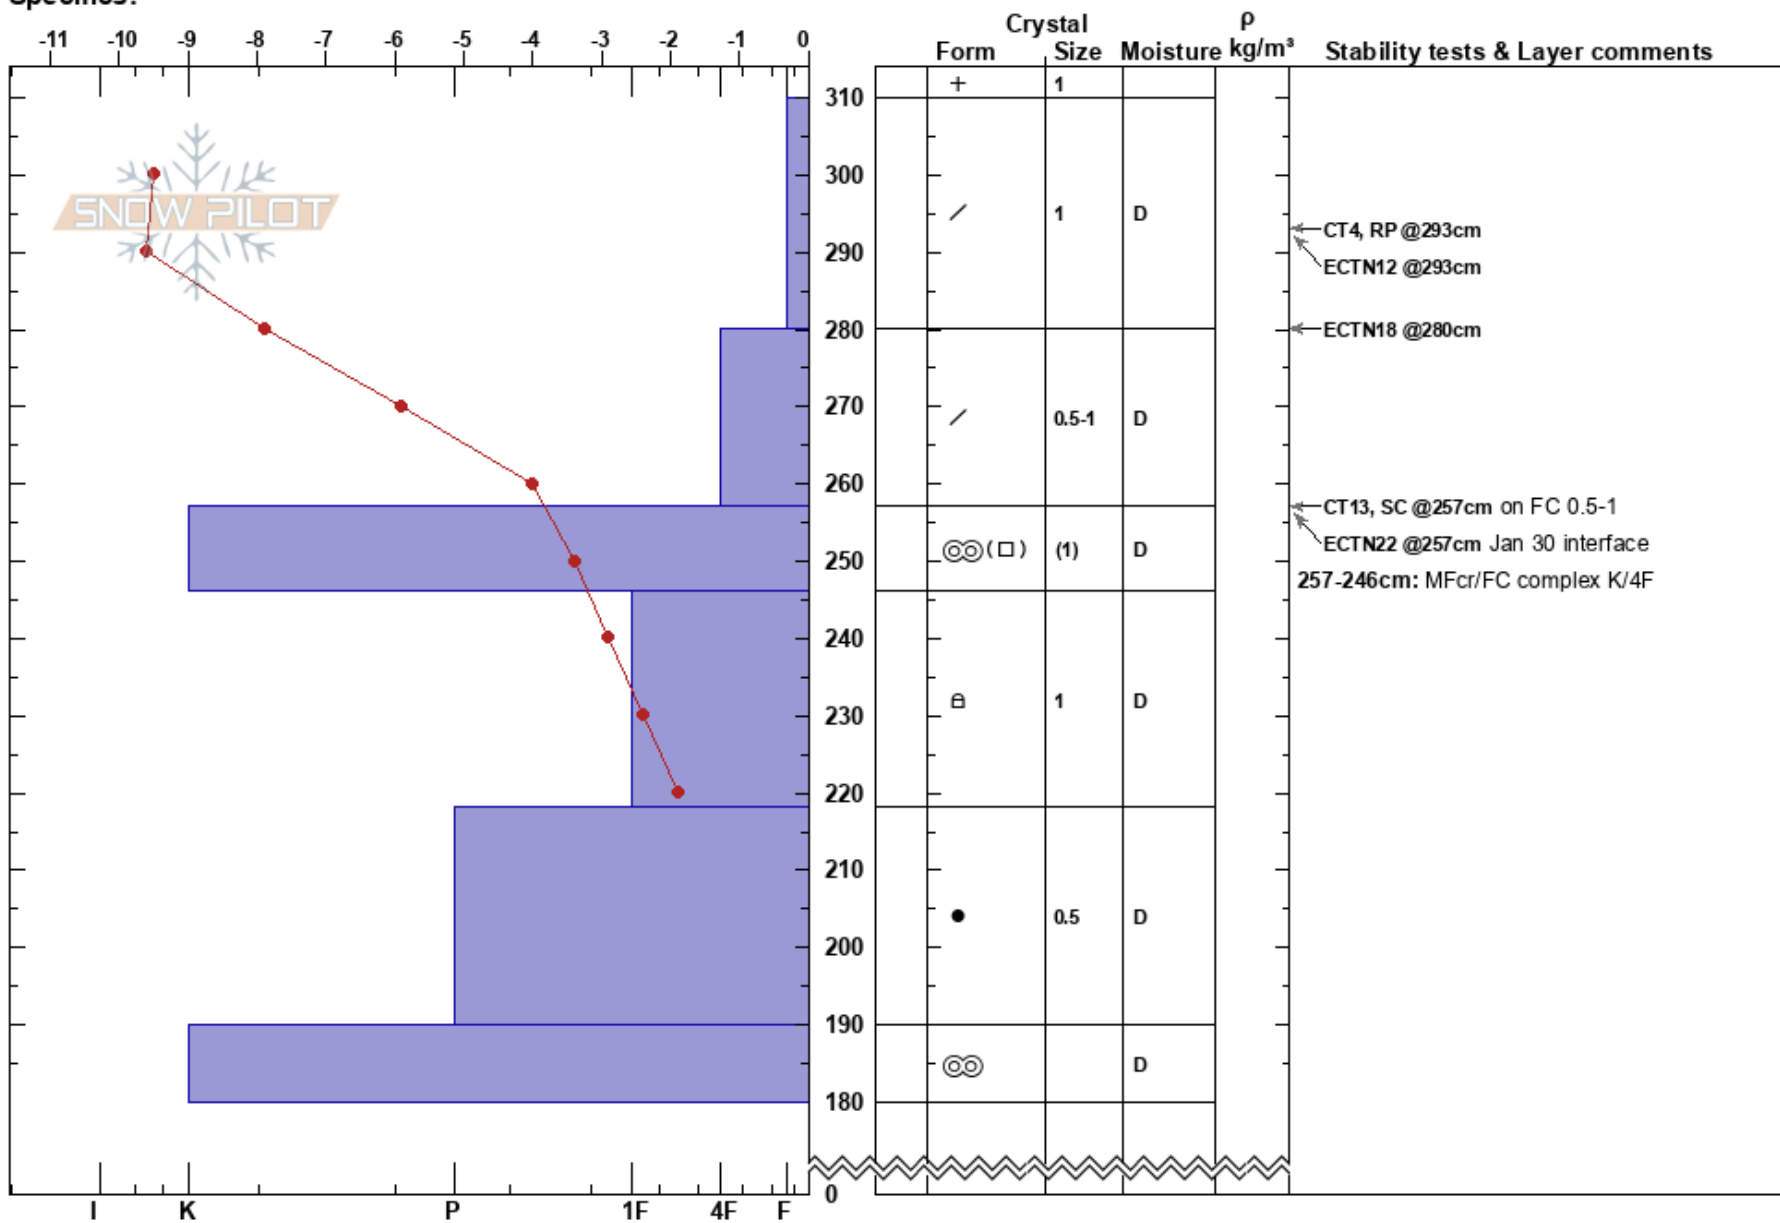 Specifics:
Crystal ρ
-11 -10 -9 -8 -7 -6 -5 -4 -3 -2 -1 0
Form Size Moisture kg/m³ Stability tests & Layer comments
+ 1
310
SNOW PILOT
300
1 D
CT4, RP @293cm
290
ECTN12 @293cm
280
ECTN18 @280cm
270
0.5-1 D
260
CT13, SC @257cm on FC 0.5-1
ECTN22 @257cm Jan 30 interface
250
( ) (1) D
257-246cm: MFcr/FC complex K/4F
240
230
1 D
220
210
0.5 D
200
190
D
180
0
I K P 1F 4F F